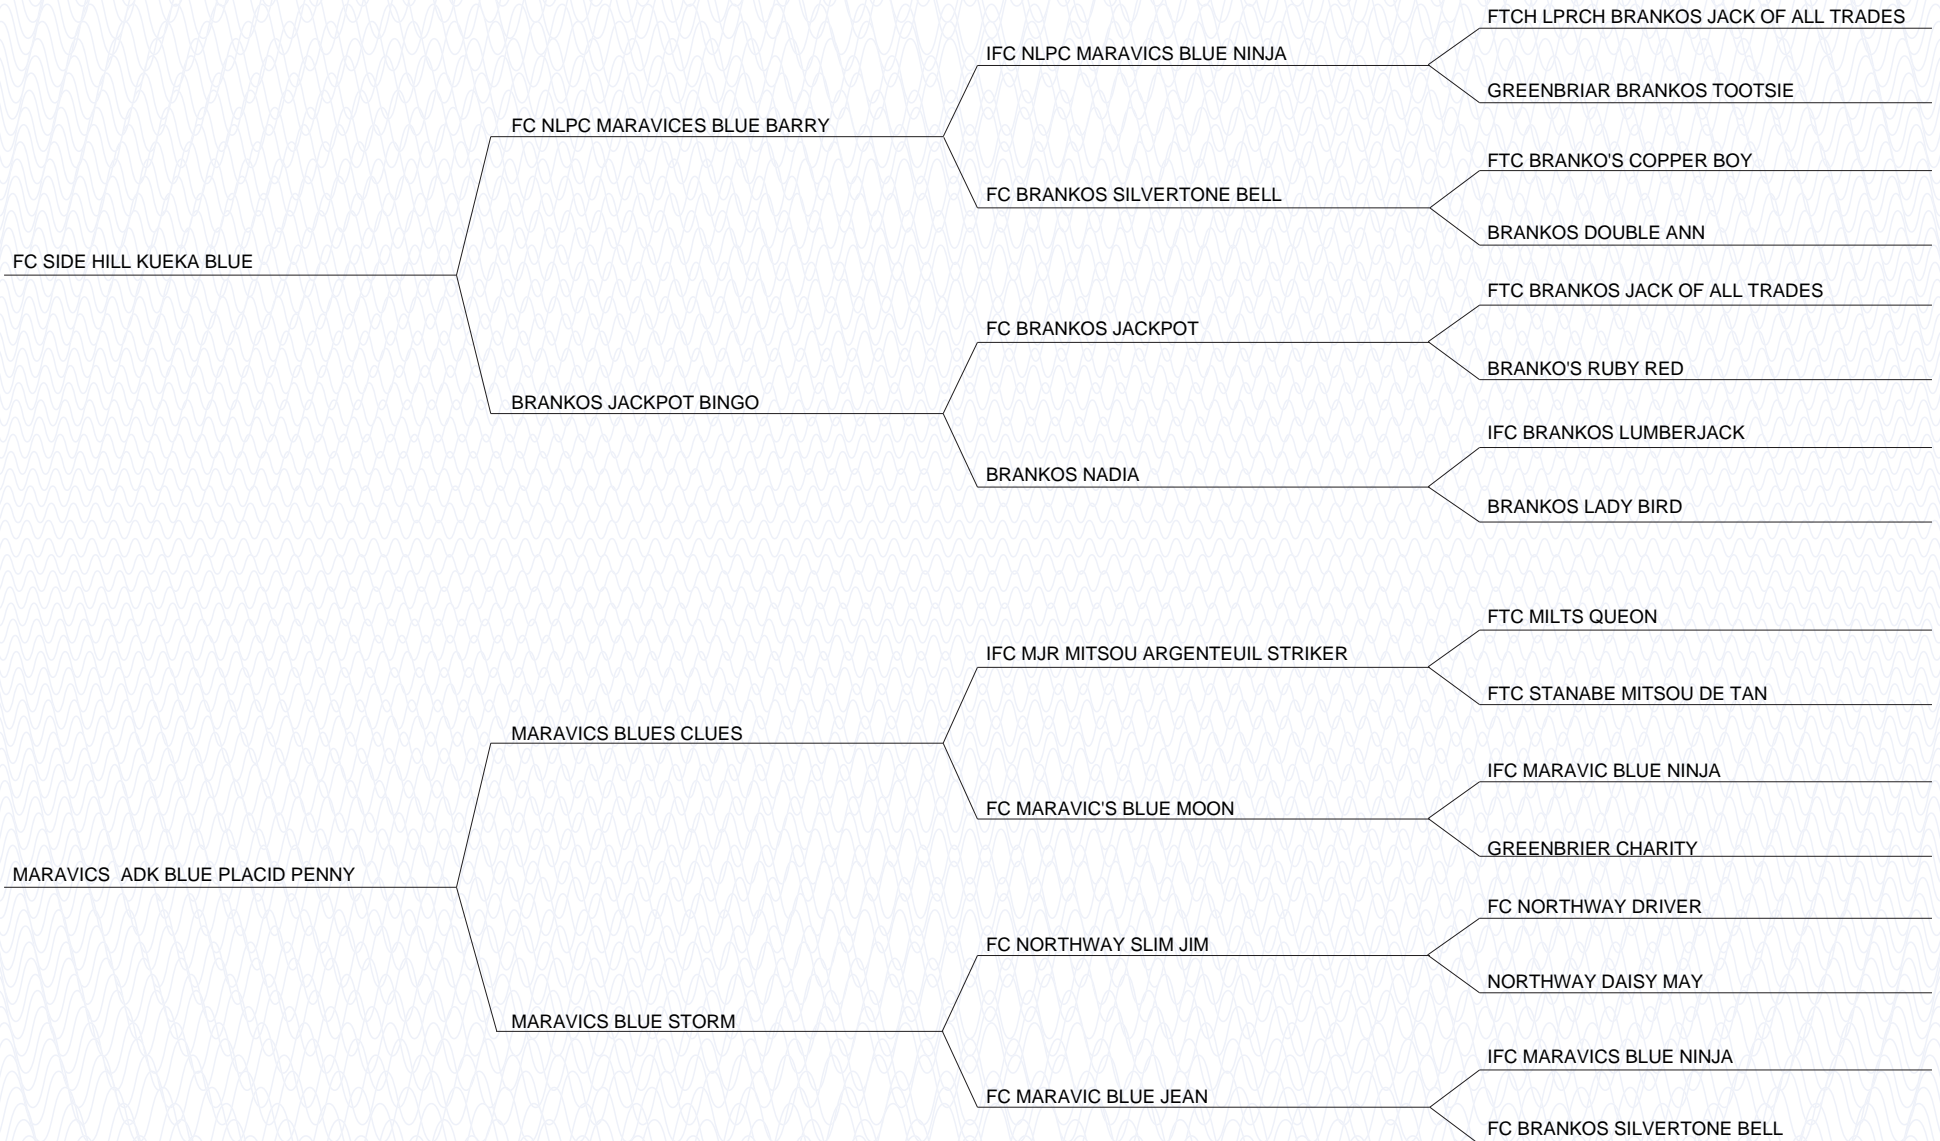 FTCH LPRCH BRANKOS JACK OF ALL TRADES
IFC NLPC MARAVICS BLUE NINJA
GREENBRIAR BRANKOS TOOTSIE
FC NLPC MARAVICES BLUE BARRY
FTC BRANKO'S COPPER BOY
FC BRANKOS SILVERTONE BELL
BRANKOS DOUBLE ANN
FC SIDE HILL KUEKA BLUE
FTC BRANKOS JACK OF ALL TRADES
FC BRANKOS JACKPOT
BRANKO'S RUBY RED
BRANKOS JACKPOT BINGO
IFC BRANKOS LUMBERJACK
BRANKOS NADIA
BRANKOS LADY BIRD
FTC MILTS QUEON
IFC MJR MITSOU ARGENTEUIL STRIKER
FTC STANABE MITSOU DE TAN
MARAVICS BLUES CLUES
IFC MARAVIC BLUE NINJA
FC MARAVIC'S BLUE MOON
GREENBRIER CHARITY
MARAVICS  ADK BLUE PLACID PENNY
FC NORTHWAY DRIVER
FC NORTHWAY SLIM JIM
NORTHWAY DAISY MAY
MARAVICS BLUE STORM
IFC MARAVICS BLUE NINJA
FC MARAVIC BLUE JEAN
FC BRANKOS SILVERTONE BELL